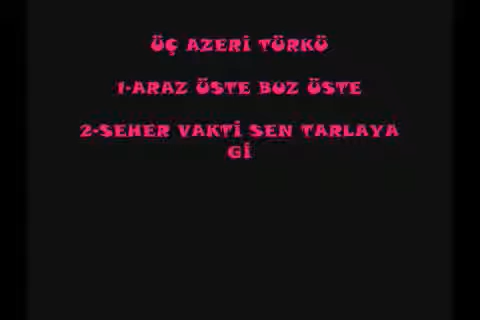 ÜÇ AZERİ TÜRKÜ
1-ARAZ ÜSTE BUZ ÜSTE
2-SEHER VAKTİ SEN TARLAYA
Gİ